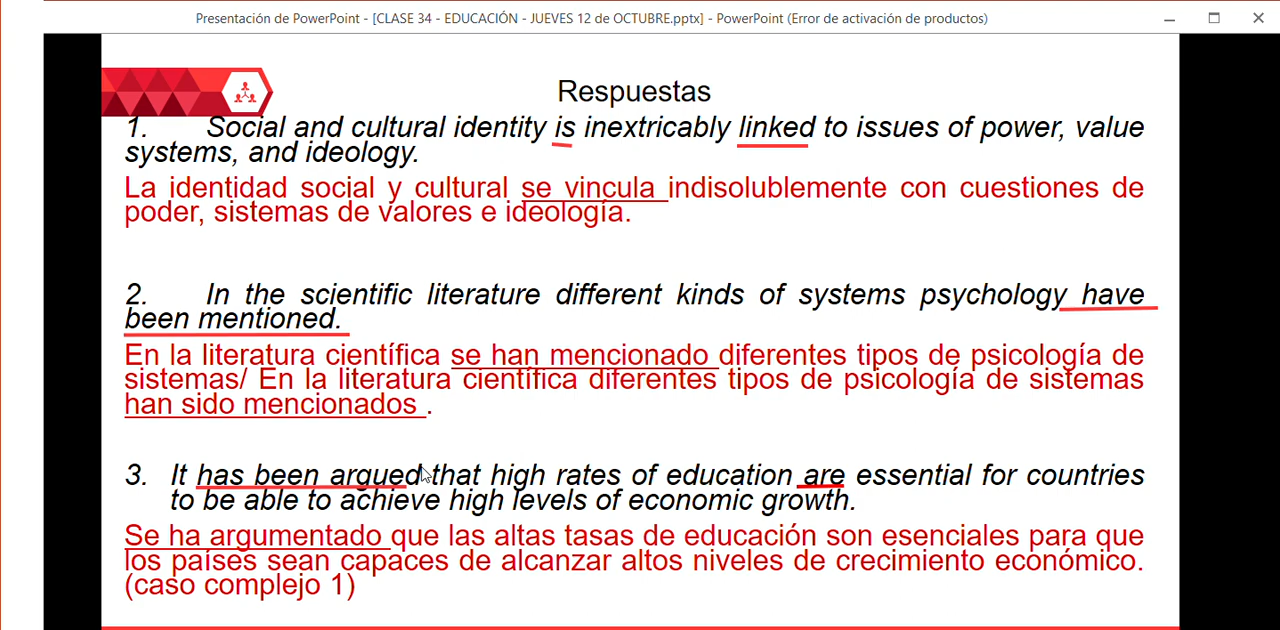 Presentación de PowerPoint - [CLASE 34 - EDUCACIÓN - JUEVES 12 de OCTUBRE.pptx] - PowerPoint (Error de activación de productos)
Respuestas
1. Social and cultural identity is inextricably linked to issues of power, value
systems, and ideology.
La identidad social y cultural se vincula indisolublemente con cuestiones de
poder, sistemas de valores e ideología.
2. In the scientific literature different kinds of systems psychology have
been mentioned.
En la literatura científica se han mencionado diferentes tipos de psicología de
sistemas/ En la literatura científica diferentes tipos de psicología de sistemas
han sido mencionados .
3. It has been argued that high rates of education are essential for countries
to be able to achieve high levels of economic growth.
Se ha argumentado que las altas tasas de educación son esenciales para que
los países sean capaces de alcanzar altos niveles de crecimiento económico.
(caso complejo 1)